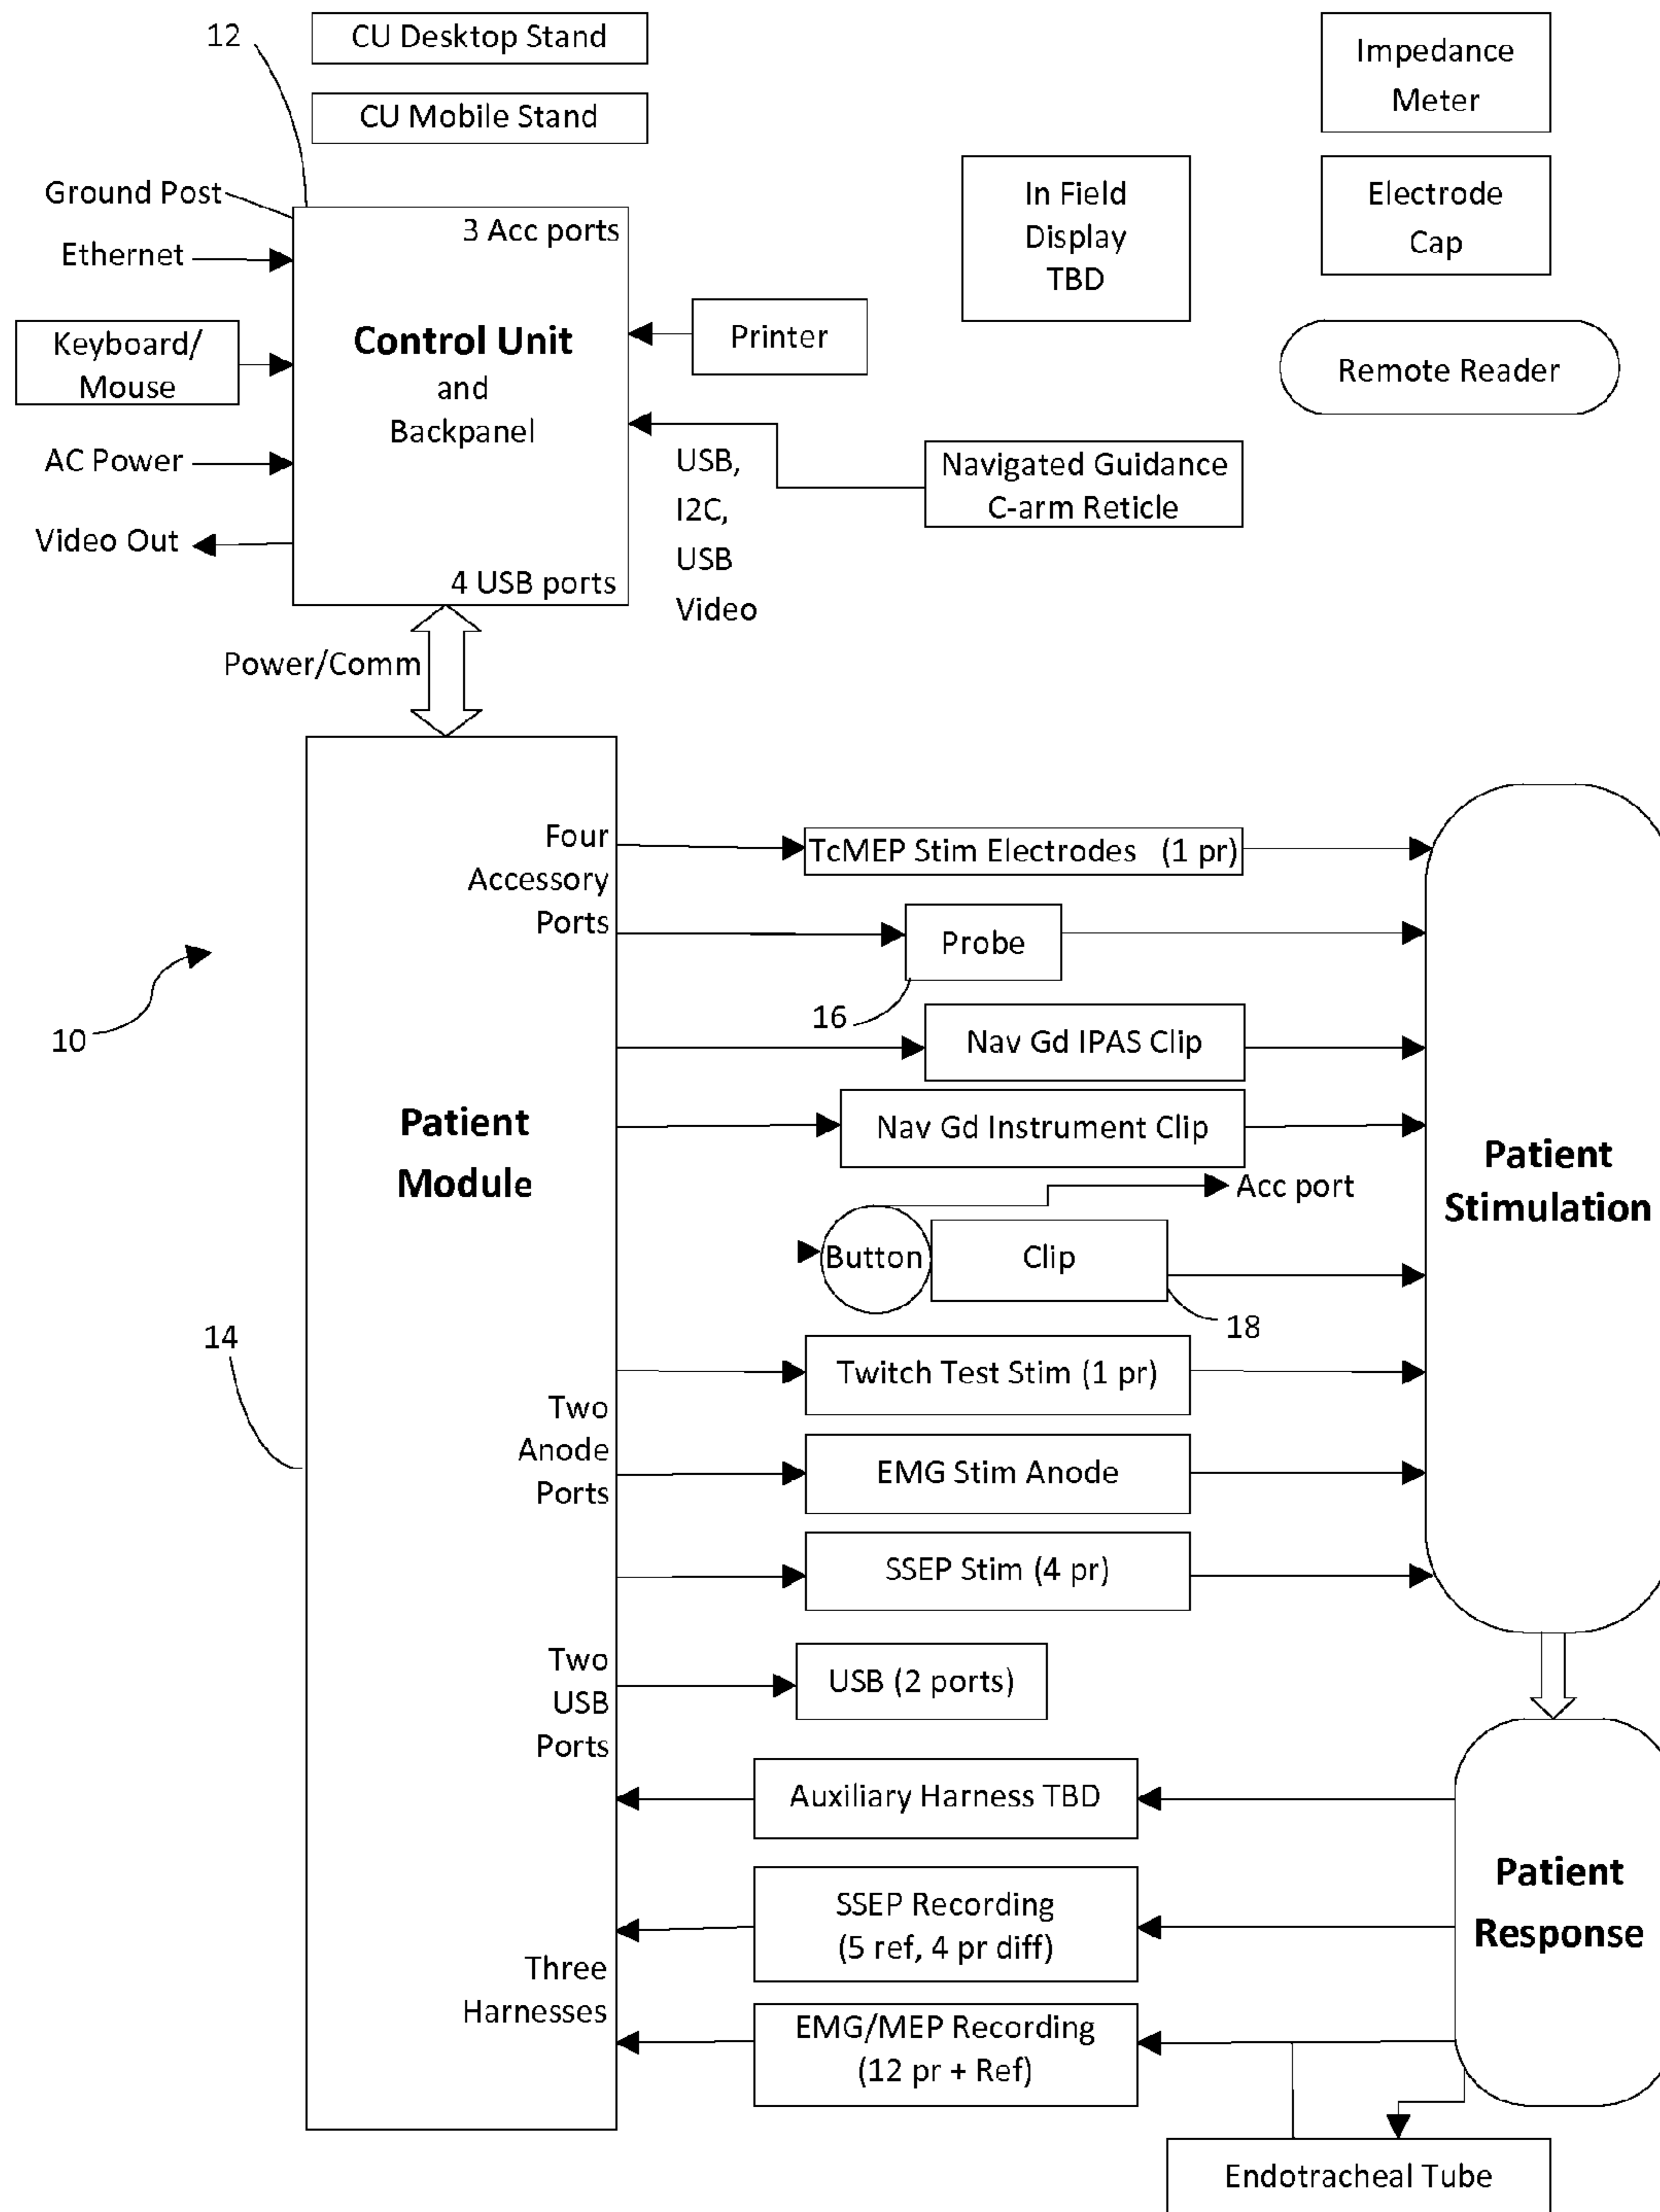 12
CU Desktop Stand
CU Mobile Stand
Impedance
Meter
Electrode
Cap
In Field
Display
TBD
Remote Reader
Ground Post
Ethernet
Keyboard/
Mouse
AC Power
Video Out
3 Acc ports
Control Unit
and
Backpanel
4 USB ports
Printer
USB,
I2C,
USB
Video
Navigated Guidance
C-arm Reticle
Power/Comm
10
14
Patient
Module
Four
Accessory
Ports
TcMEP Stim Electrodes (1 pr)
Probe
16
Nav Gd IPAS Clip
Nav Gd Instrument Clip
Acc port
Button
Clip
18
Patient
Stimulation
Two
Anode
Ports
Twitch Test Stim (1 pr)
EMG Stim Anode
SSEP Stim (4 pr)
Two
USB
Ports
USB (2 ports)
Auxiliary Harness TBD
SSEP Recording
(5 ref, 4 pr diff)
Three
Harnesses
EMG/MEP Recording
(12 pr + Ref)
Patient
Response
Endotracheal Tube